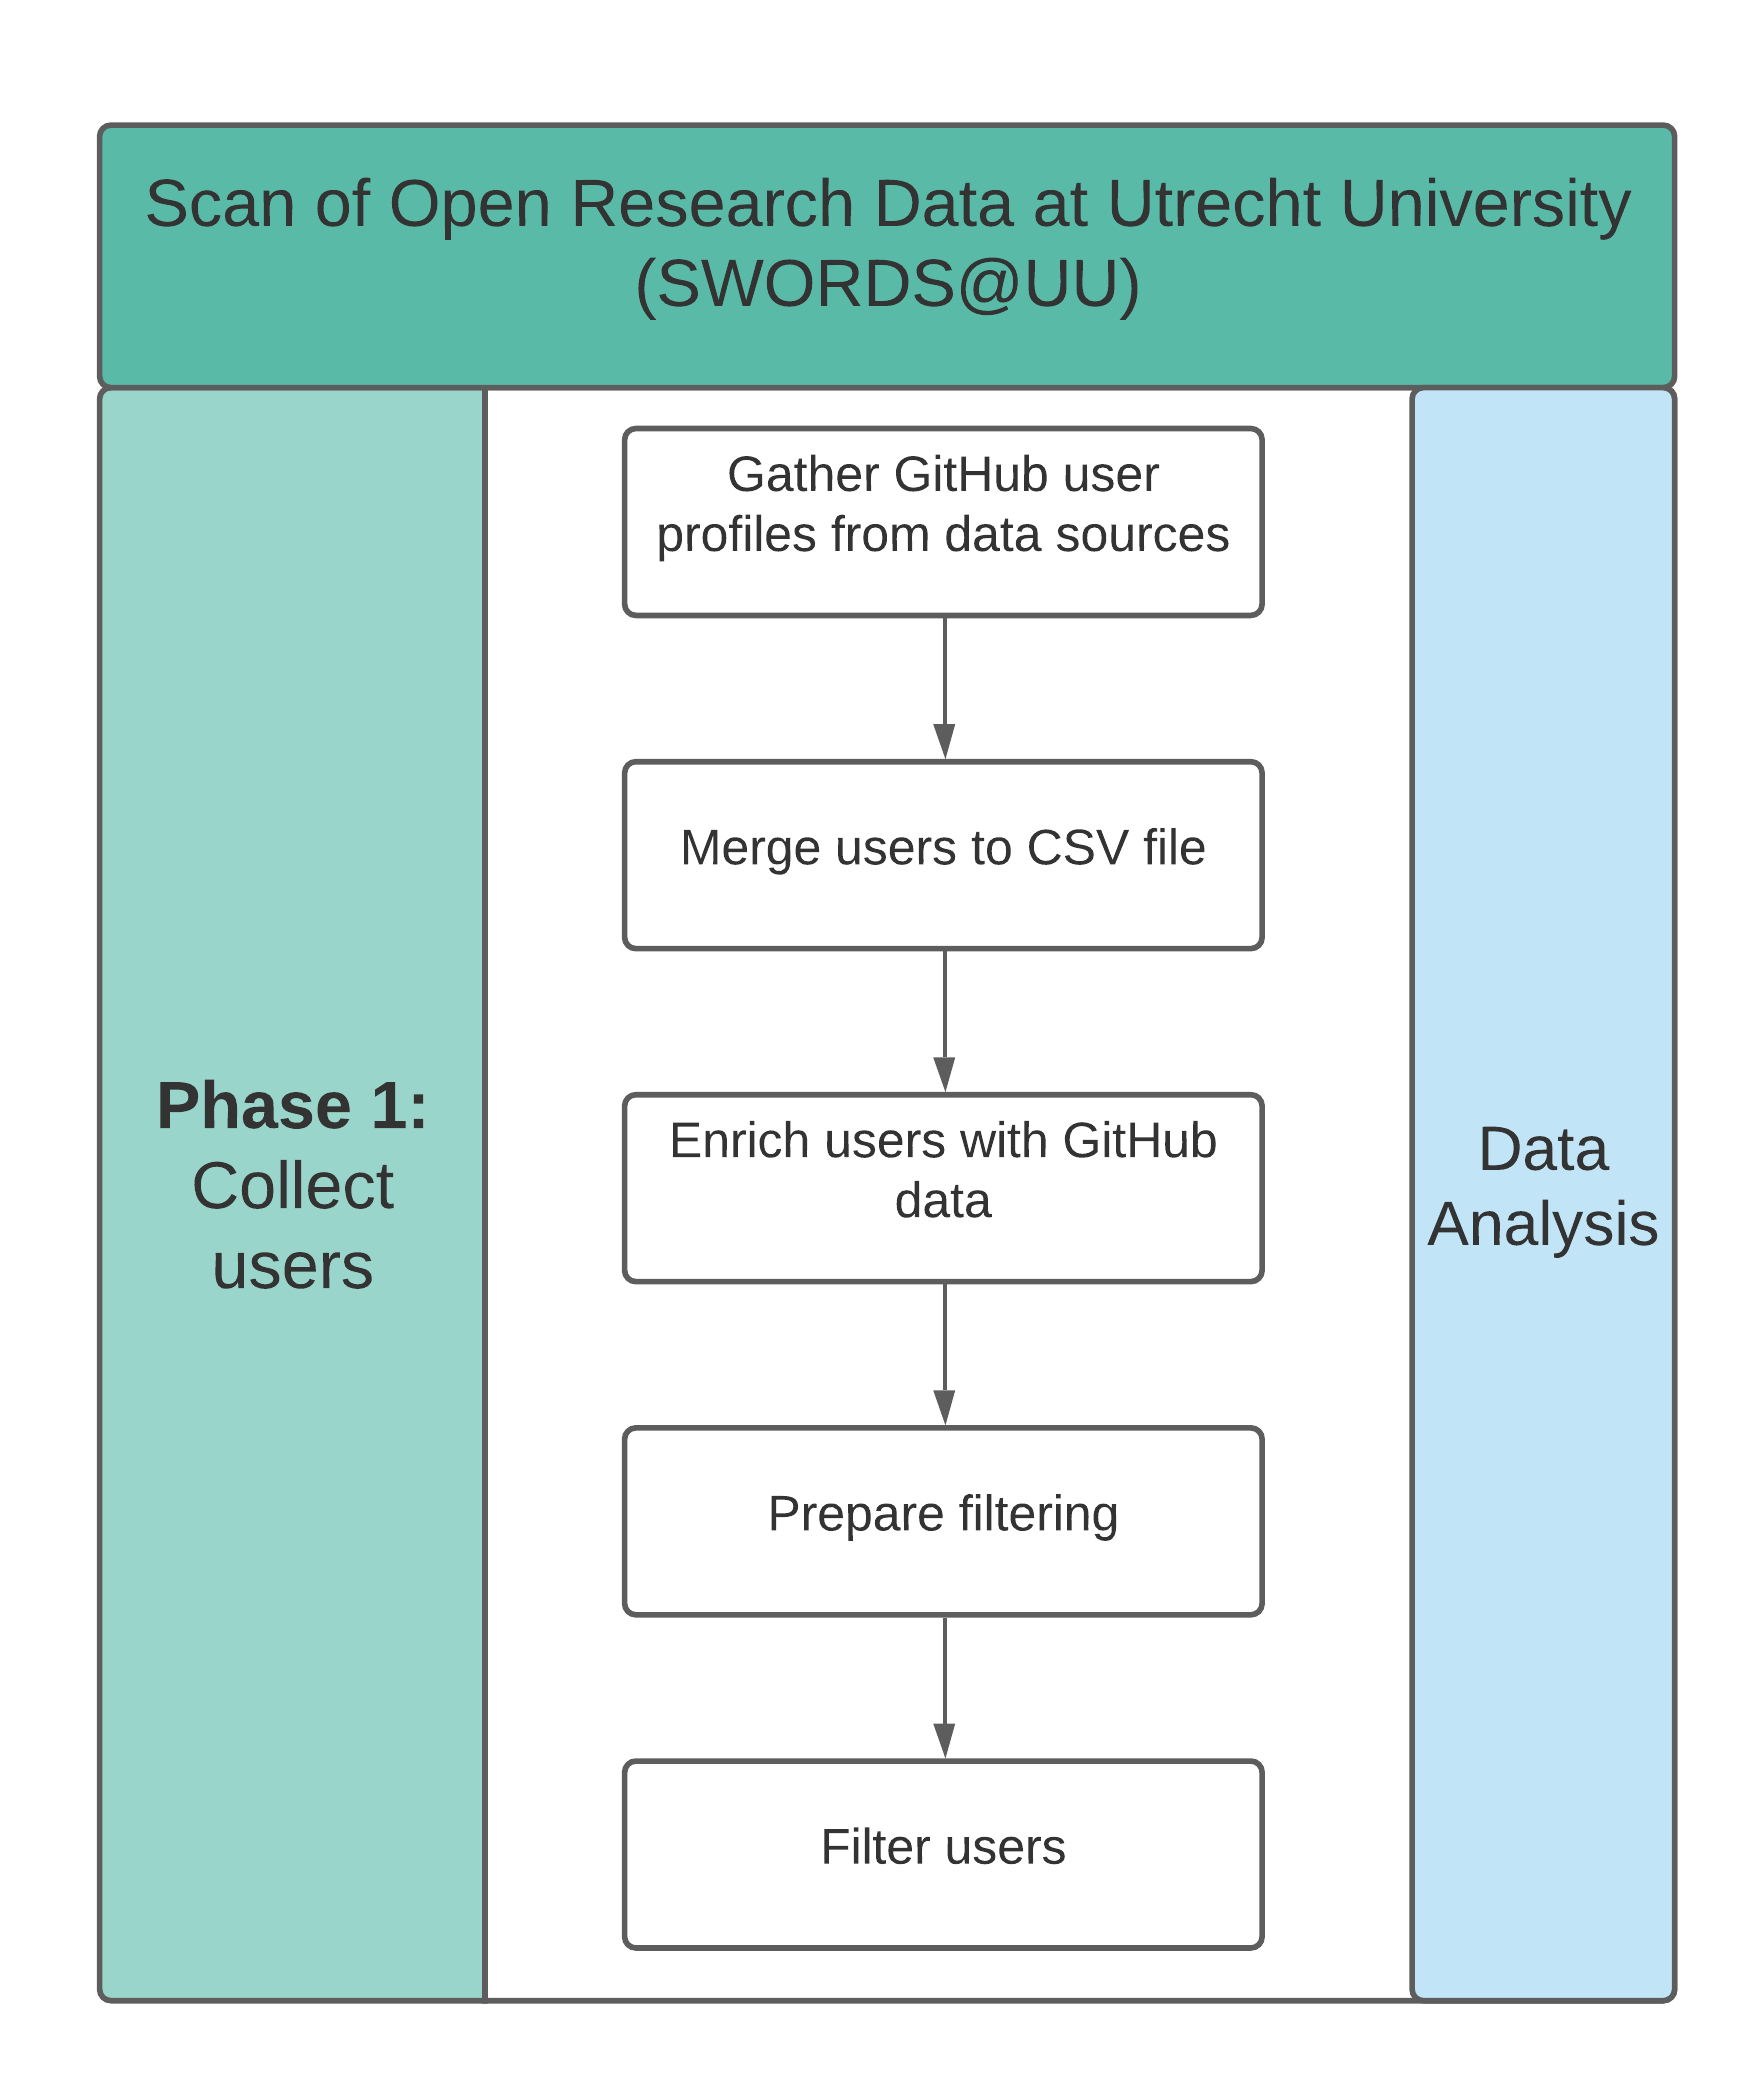 Scan of Open Research Data at Utrecht University
(SWORDS@UU)
Phase 1:
Collect
users
Gather GitHub user
profiles from data sources
Merge users to CSV file
Enrich users with GitHub
data
Prepare filtering
Filter users
Data
Analysis